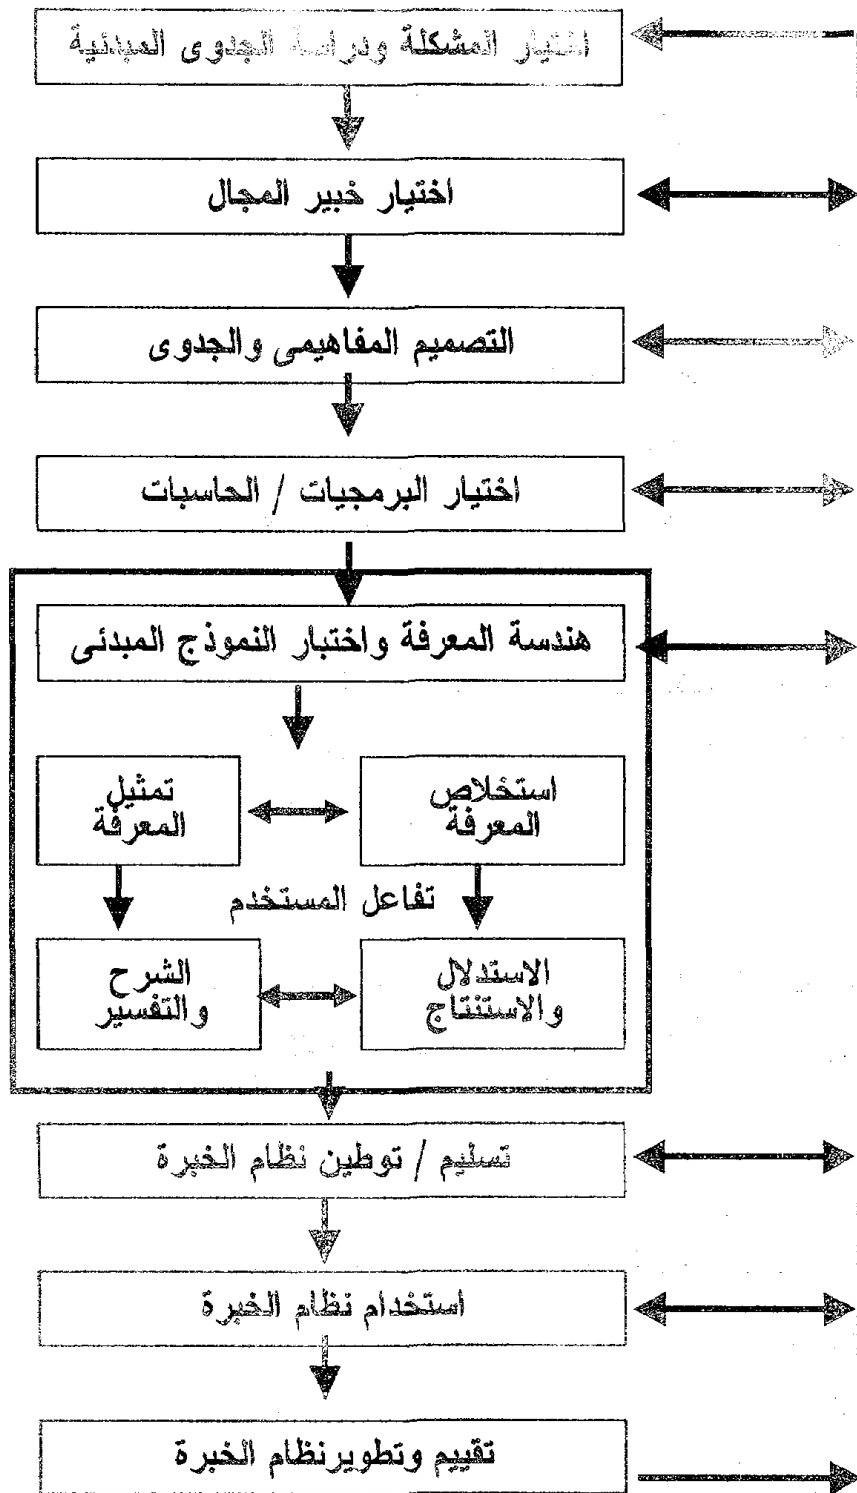 اختيار المشكلة ودراسة الجدوى المبدئية
اختيار خبير المجال
التصميم المفاهيمى والجدوى
اختيار البرمجيات / الحاسبات
هندسة المعرفة واختبار النموذج المبدئى
استخلاص
المعرفة
تمثيل
المعرفة
تفاعل المستخدم
الاستدلال
والاستنتاج
الشرح
والتفسير
تسليم / توطين نظام الخبرة
استخدام نظام الخبرة
تقييم وتطويرنظام الخبرة